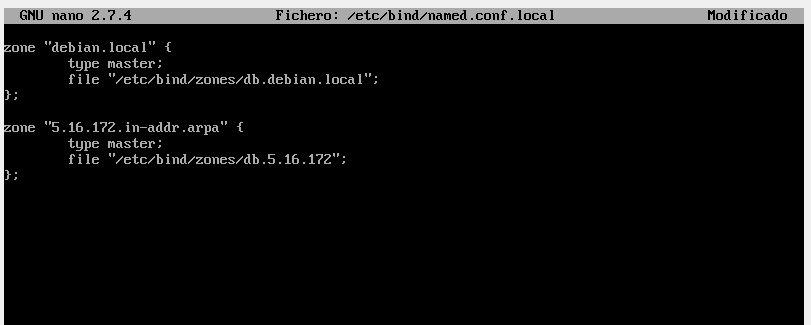 GNU nano 2.7.4 Fichero: /etc/bind/named.conf.local Modificado
zone "debian.local" {
type master;
file "/etc/bind/zones/db.debian.local";
};
zone "5.16.172.in-addr.arpa" {
type master;
file "/etc/bind/zones/db.5.16.172";
};